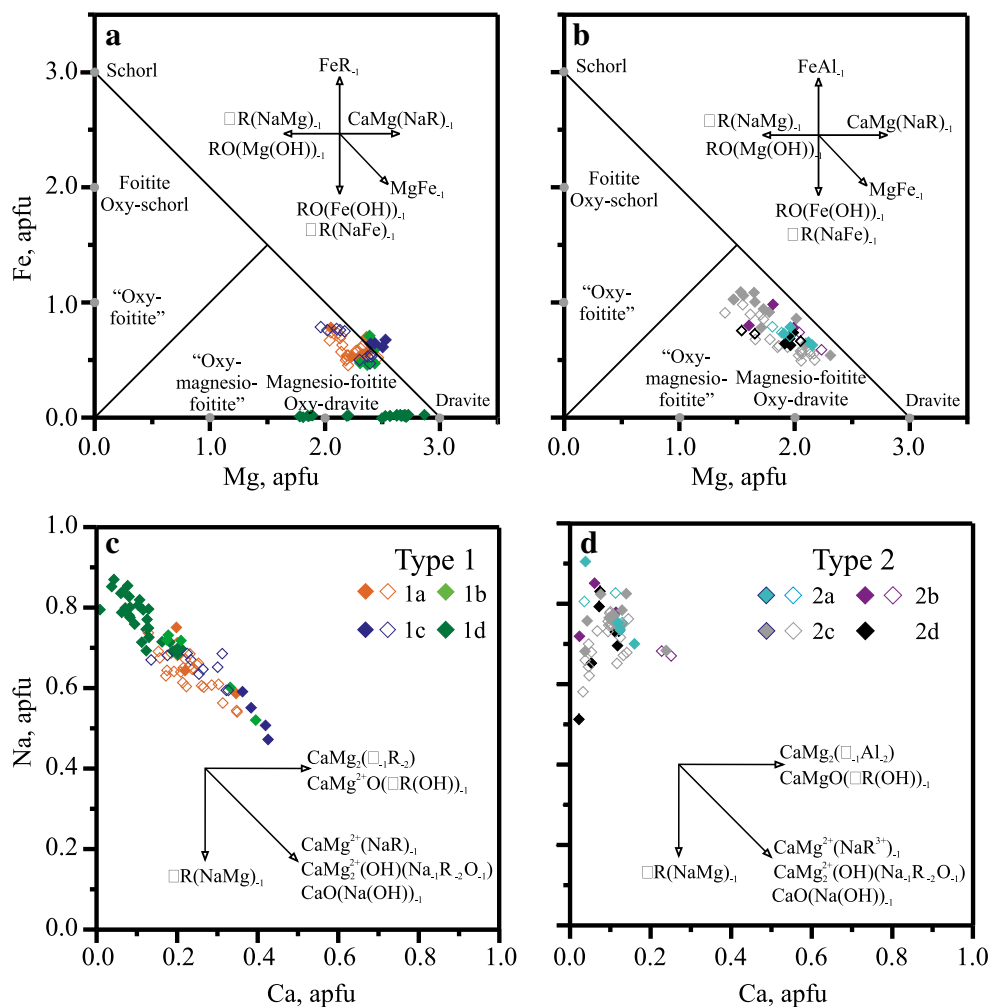 a
3.0
2.0
1.0
0.0
Fe, apfu
Schorl
Foitite
Oxy-schorl
“Oxy-
foitite”
“Oxy-
magnesio-
foitite”
Magnesio-foitite
Oxy-dravite
Dravite
FeR₋₁
□R(NaMg)₋₁
RO(Mg(OH))₋₁
CaMg(NaR)₋₁
MgFe₋₁
RO(Fe(OH))₋₁
□R(NaFe)₋₁
0.0 1.0 2.0 3.0
Mg, apfu
b
Schorl
Foitite
Oxy-schorl
“Oxy-
foitite”
“Oxy-
magnesio-
foitite”
Magnesio-foitite
Oxy-dravite
Dravite
FeAl₋₁
□R(NaMg)₋₁
RO(Mg(OH))₋₁
CaMg(NaR)₋₁
MgFe₋₁
RO(Fe(OH))₋₁
□R(NaFe)₋₁
0.0 1.0 2.0 3.0
Mg, apfu
c
1.0
0.8
0.6
0.4
0.2
0.0
Na, apfu
Type 1
1a 1b
1c 1d
CaMg₂(□₋₁R₋₂)
CaMg²⁺O(□R(OH))₋₁
□R(NaMg)₋₁
CaMg²⁺(NaR)₋₁
CaMg₂²⁺(OH)(Na₋₁R₋₂O₋₁)
CaO(Na(OH))₋₁
0.0 0.2 0.4 0.6 0.8 1.0
Ca, apfu
d
Type 2
2a 2b
2c 2d
CaMg₂(□₋₁Al₋₂)
CaMgO(□R(OH))₋₁
□R(NaMg)₋₁
CaMg²⁺(NaR³⁺)₋₁
CaMg₂²⁺(OH)(Na₋₁R₋₂O₋₁)
CaO(Na(OH))₋₁
0.0 0.2 0.4 0.6 0.8 1.0
Ca, apfu